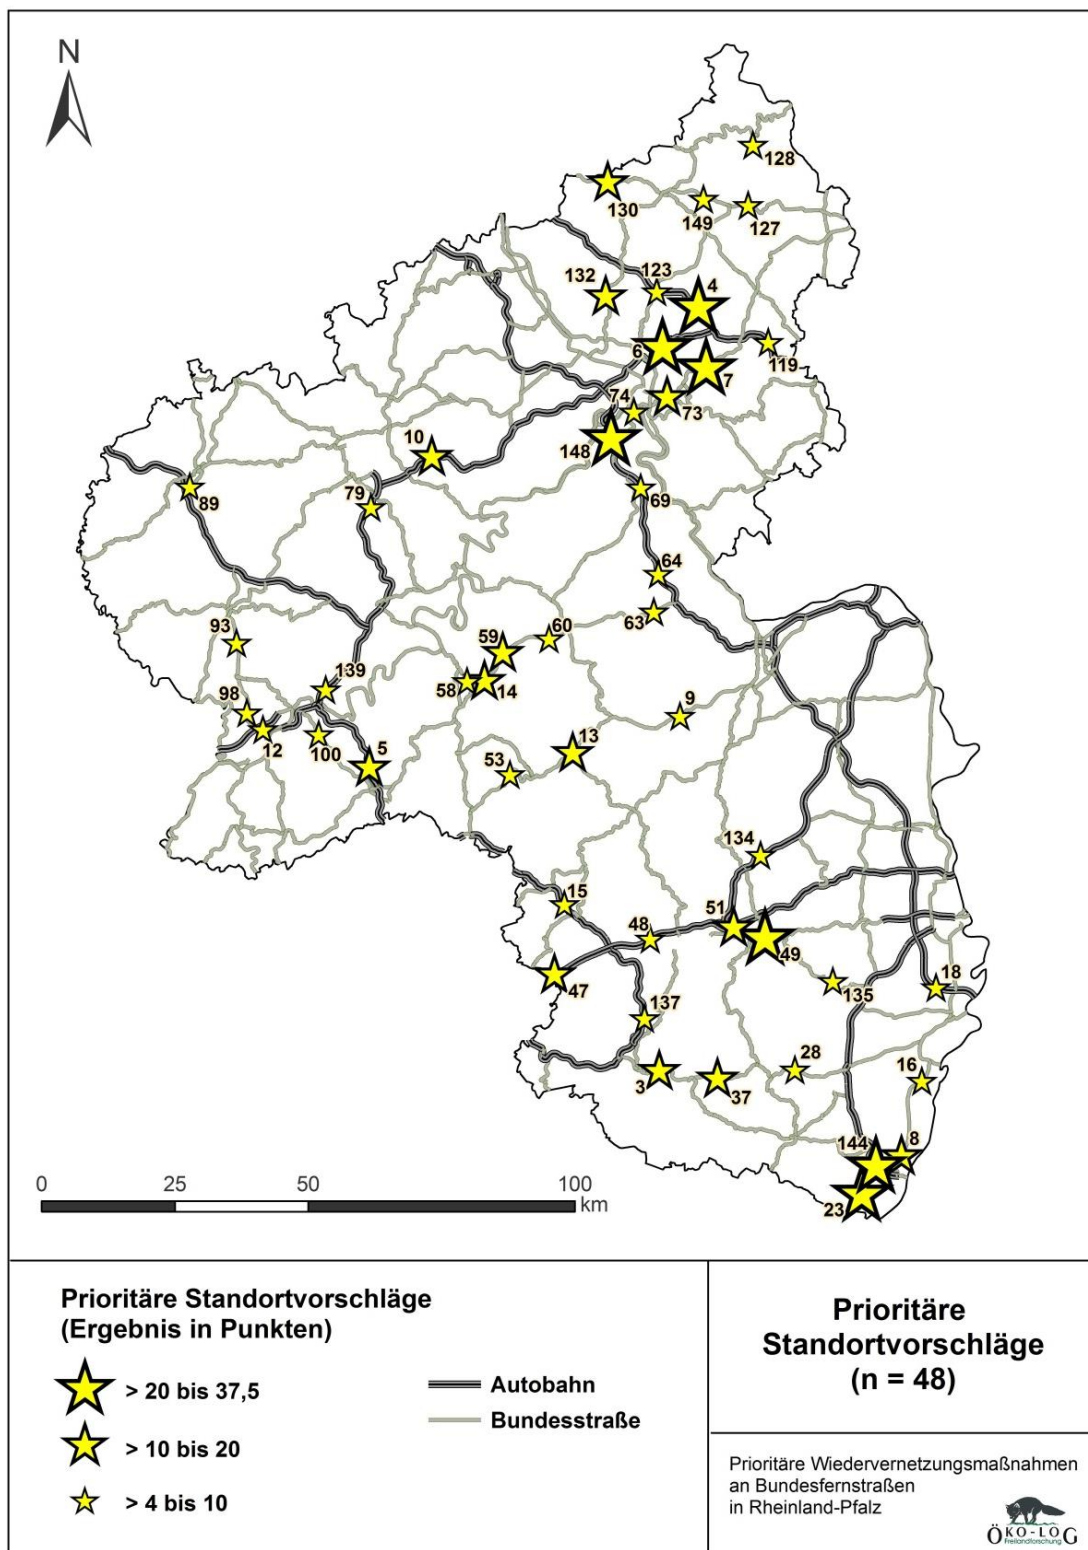 N
128
130
149
127
132
123
4
6
7
119
74
73
10
148
89
79
69
64
93
59
60
63
139
58
14
98
9
12
100
5
13
53
134
15
51
48
49
47
135
18
137
28
16
3
37
144
8
23
0 25 50 100
km
Prioritäre Standortvorschläge
(Ergebnis in Punkten)
> 20 bis 37,5
> 10 bis 20
> 4 bis 10
Autobahn
Bundesstraße
Prioritäre
Standortvorschläge
(n = 48)
Prioritäre Wiedervernetzungsmaßnahmen
an Bundesfernstraßen
in Rheinland-Pfalz
ÖKO-LOG
Freilandforschung